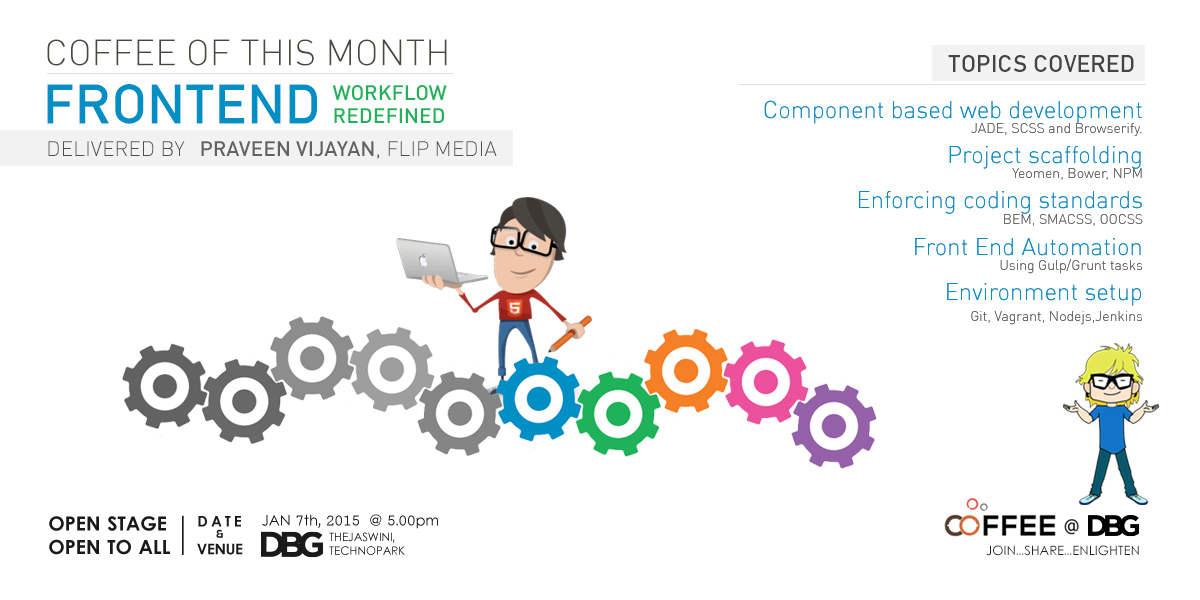 COFFEE OF THIS MONTH
FRONTEND WORKFLOW
REDEFINED
DELIVERED BY PRAVEEN VIJAYAN, FLIP MEDIA
TOPICS COVERED
Component based web development
JADE, SCSS and Browserify.
Project scaffolding
Yeomen, Bower, NPM
Enforcing coding standards
BEM, SMACSS, OOCSS
Front End Automation
Using Gulp/Grunt tasks
Environment setup
Git, Vagrant, Nodejs,Jenkins
5
OPEN STAGE
OPEN TO ALL
DATE
&
VENUE
JAN 7th, 2015 @ 5.00pm
DBG THEJASWINI,
TECHNOPARK
COFFEE @ DBG
JOIN...SHARE...ENLIGHTEN